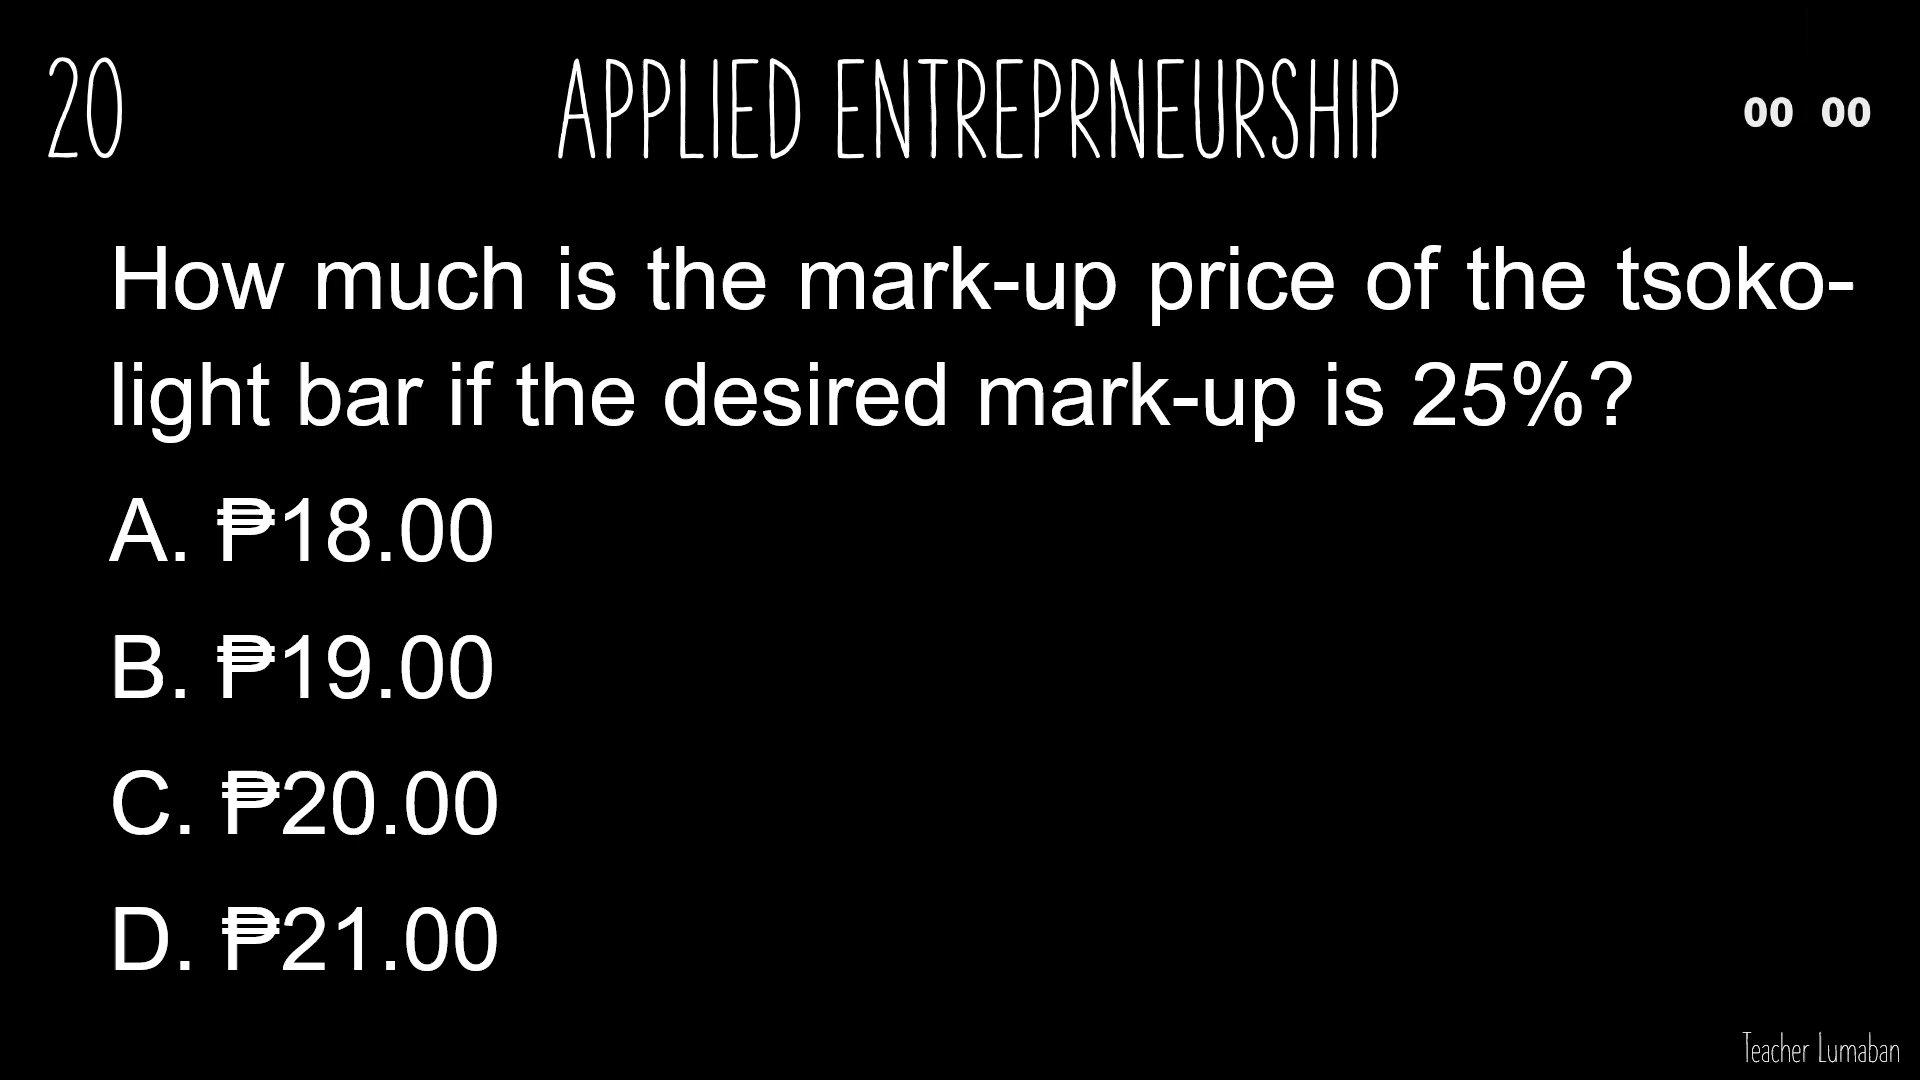 20
APPLIED ENTREPRNEURSHIP
00 00
How much is the mark-up price of the tsoko-
light bar if the desired mark-up is 25%?
A. ₱18.00
B. ₱19.00
C. ₱20.00
D. ₱21.00
Teacher Lumaban